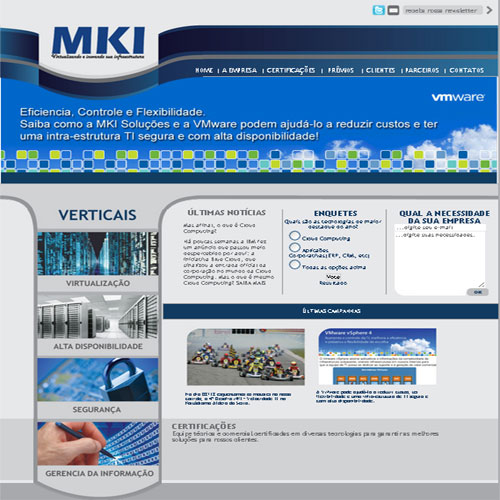 receba nossa newsletter
MKI
Virtualizando e inovando sua infraestrutura
HOME | A EMPRESA | CERTIFICAÇÕES | PRÊMIOS | CLIENTES | PARCEIROS | CONTATOS
vmware
Eficiencia, Controle e Flexibilidade.
Saiba como a MKI Soluções e a VMware podem ajudá-lo a reduzir custos e ter
uma intra-estrutura TI segura e com alta disponibilidade!
VERTICAIS
VIRTUALIZAÇÃO
ALTA DISPONIBILIDADE
SEGURANÇA
GERENCIA DA INFORMAÇÃO
ÚLTIMAS NOTÍCIAS
Mas afinal, o que é Cloud
Computing?
Há poucas semanas a IBM fez
um anúncio que passou meio
despercebido por aqui: a
iniciativa Blue Cloud, que
sinalizou a entrada oficial da
corporação no mundo da Cloud
Computing. Mas, o que é mesmo
Cloud Computing? SAIBA MAIS
ENQUETES
Quais são as tecnologias de maior
destaque do ano?
Cloud Computing
Aplicações
Corporativas(ERP, CRM, etc)
Todas as opções acima
Votar
Resultado
QUAL A NECESSIDADE
DA SUA EMPRESA
...digite seu e-mail
...digite suas necessidades.
OK
ÚLTIMAS CAMPANHAS
VMware vSphere 4
CERTIFICAÇÕES
Equipe técnica e comercial certificadas em diversas tecnologias para garantir as melhores
soluções para nossos clientes.